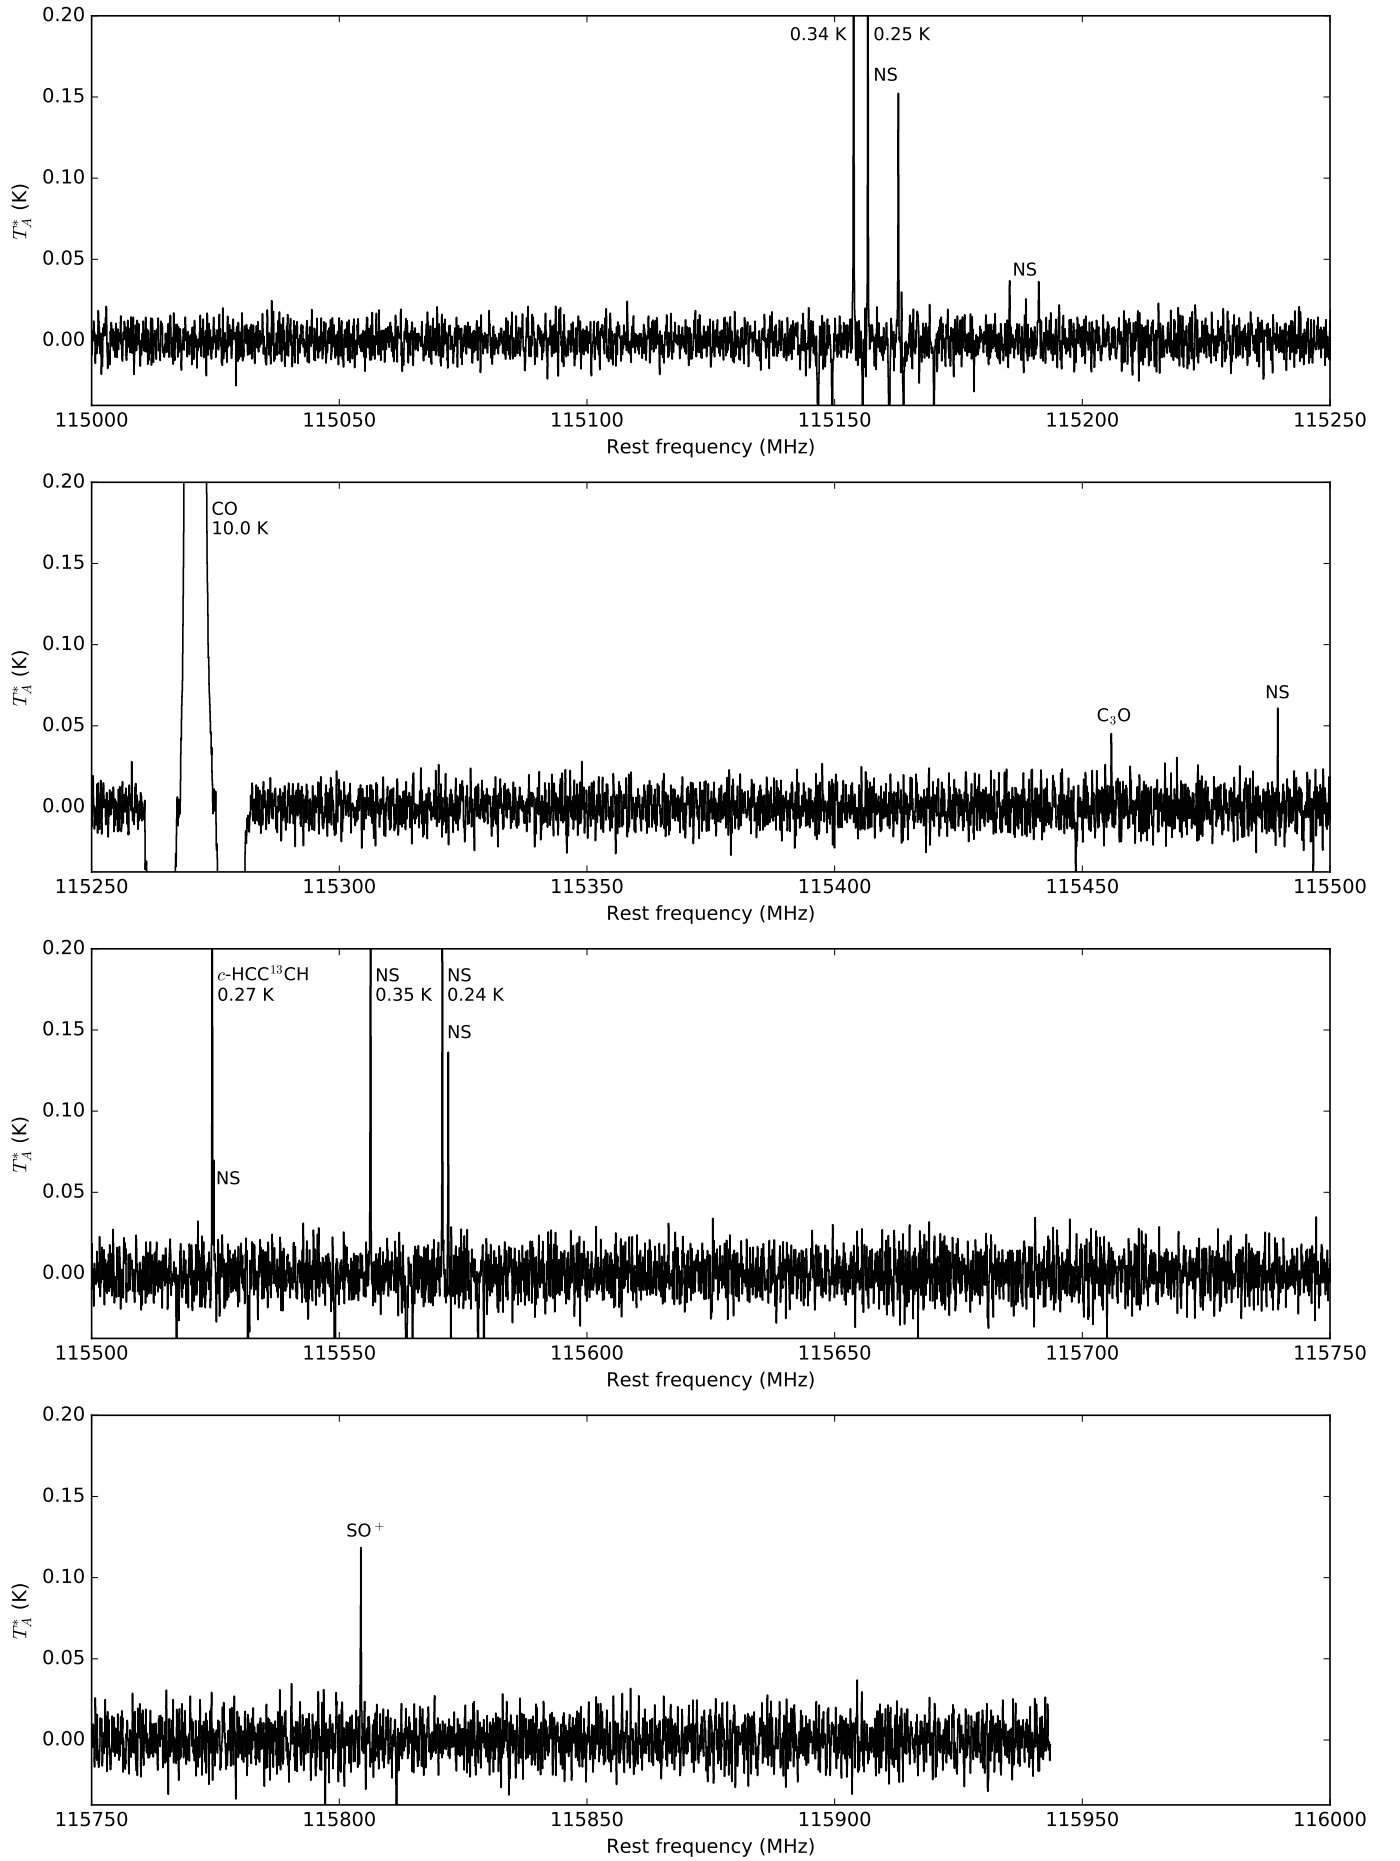 0.20
0.34 K
0.25 K
NS
0.15
0.10
0.05
NS
0.00
T*A (K)
115000 115050 115100 115150 115200 115250
Rest frequency (MHz)
0.20
CO
10.0 K
0.15
0.10
NS
C₃O
0.05
0.00
T*A (K)
115250 115300 115350 115400 115450 115500
Rest frequency (MHz)
0.20
c-HCC¹³CH
0.27 K
NS
0.35 K
NS
0.24 K
NS
0.15
0.10
NS
0.05
0.00
T*A (K)
115500 115550 115600 115650 115700 115750
Rest frequency (MHz)
0.20
0.15
SO⁺
0.10
0.05
0.00
T*A (K)
115750 115800 115850 115900 115950 116000
Rest frequency (MHz)